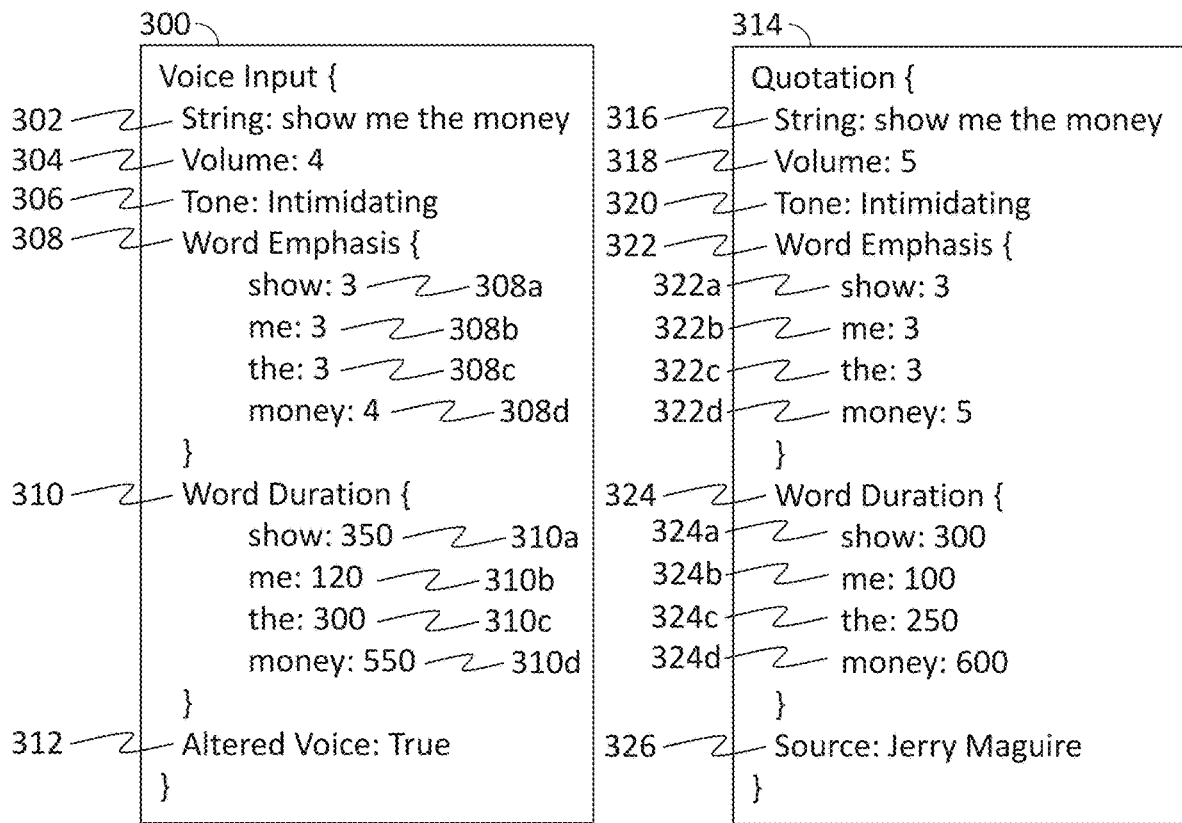 300
Voice Input {
302 String: show me the money
304 Volume: 4
306 Tone: Intimidating
308 Word Emphasis {
show: 3 308a
me: 3 308b
the: 3 308c
money: 4 308d
}
310 Word Duration {
show: 350 310a
me: 120 310b
the: 300 310c
money: 550 310d
}
312 Altered Voice: True
}
314
Quotation {
316 String: show me the money
318 Volume: 5
320 Tone: Intimidating
322 Word Emphasis {
322a show: 3
322b me: 3
322c the: 3
322d money: 5
}
324 Word Duration {
324a show: 300
324b me: 100
324c the: 250
324d money: 600
}
326 Source: Jerry Maguire
}